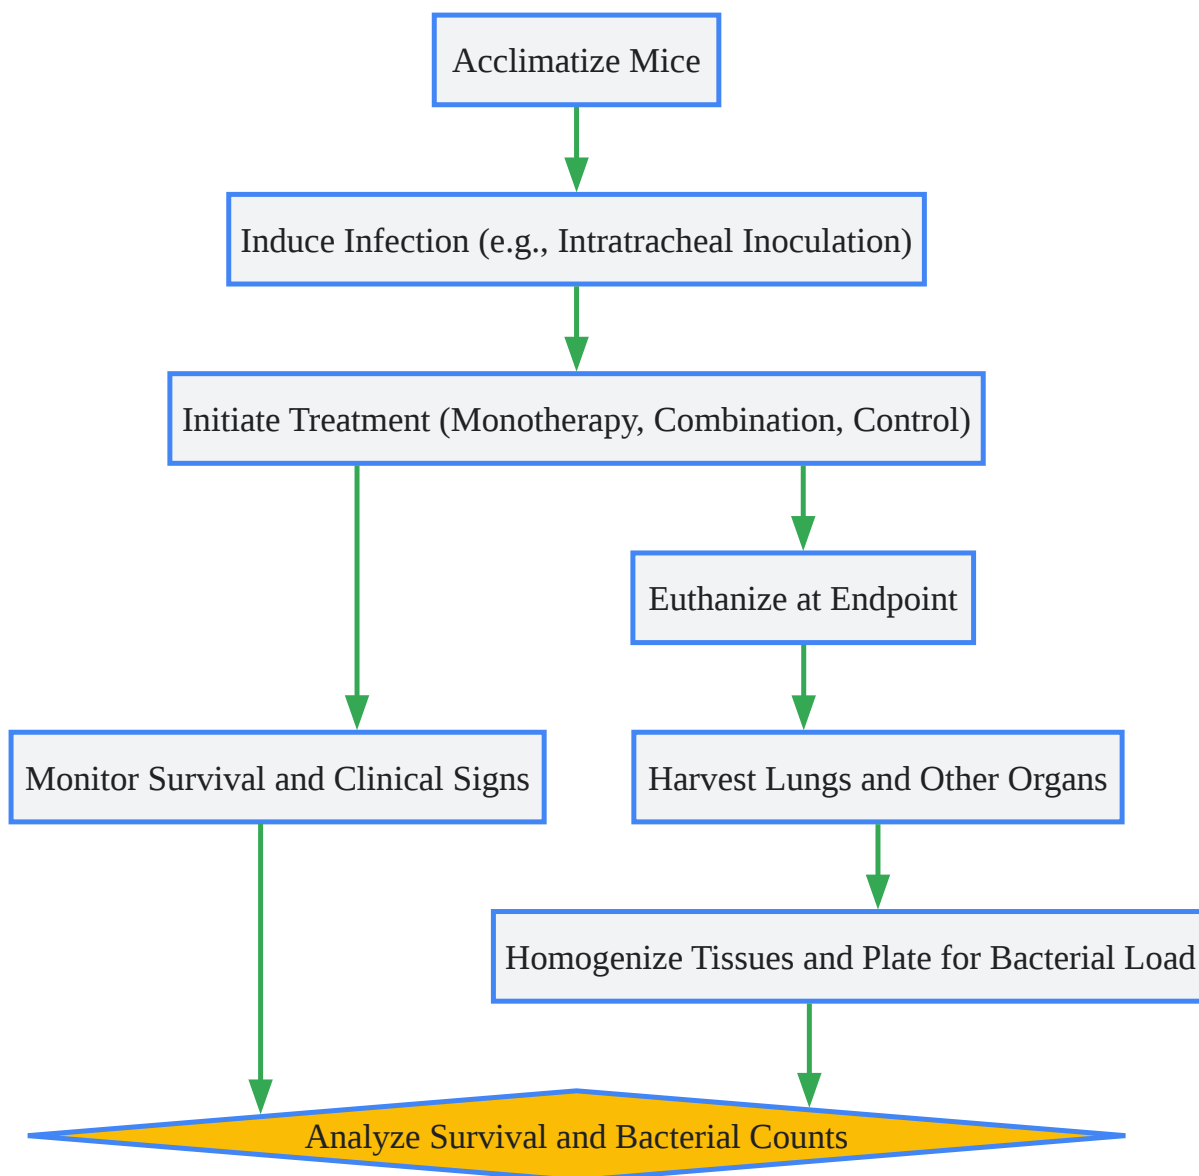 Acclimatize Mice
Induce Infection (e.g., Intratracheal Inoculation)
Initiate Treatment (Monotherapy, Combination, Control)
Euthanize at Endpoint
Monitor Survival and Clinical Signs
Harvest Lungs and Other Organs
Homogenize Tissues and Plate for Bacterial Load
Analyze Survival and Bacterial Counts